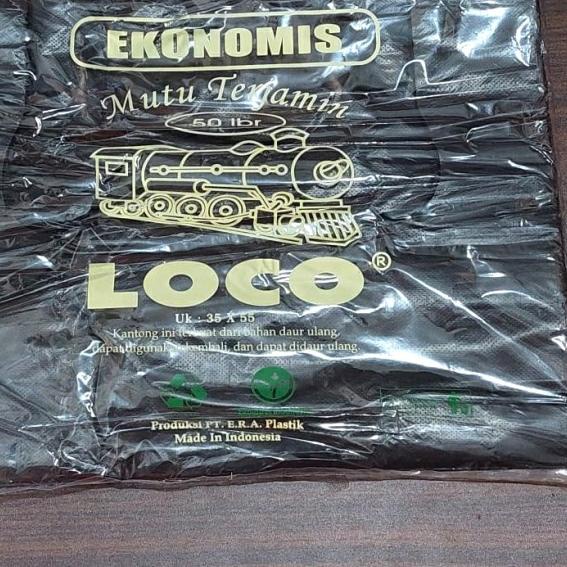 EKONOMIS
Mutu Terjamin
50 lbr
LOCO®
Uk : 35 X 55
Kantong ini terbuat dari bahan daur ulang,
dapat digunakan kembali, dan dapat didaur ulang.
Produksi PT. E.R.A. Plastik
Made In Indonesia